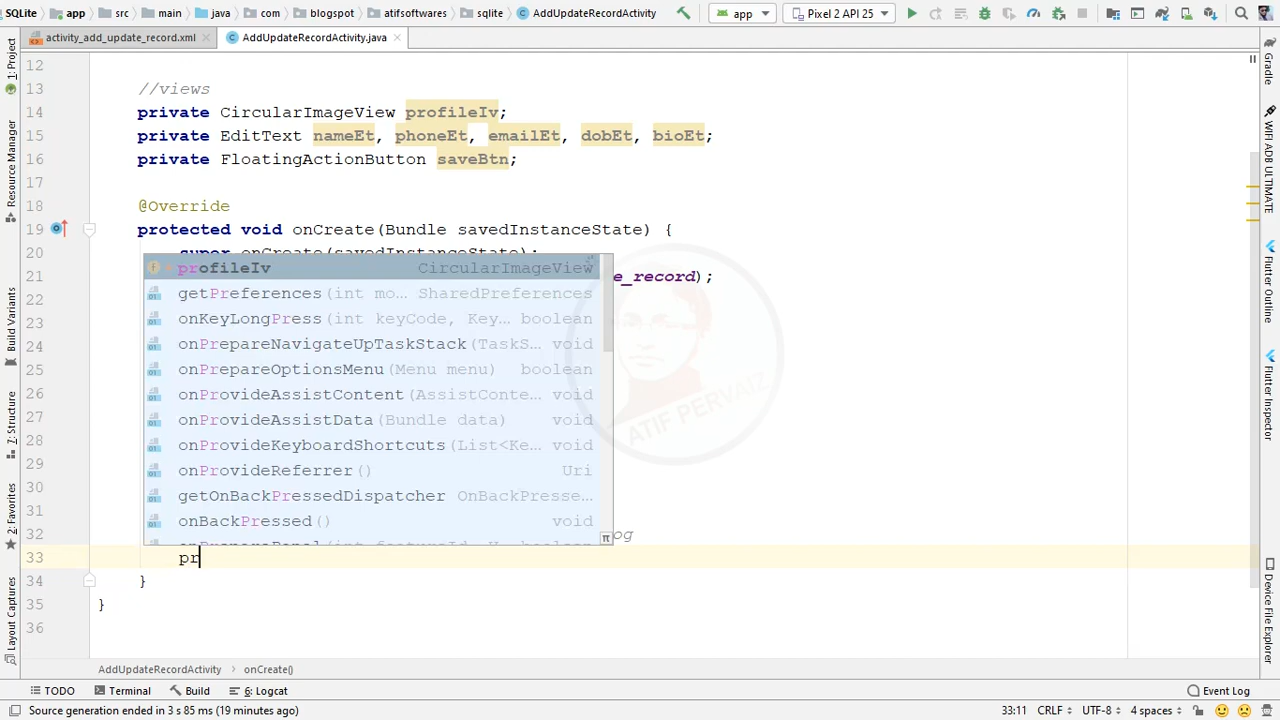 SQLite app src main java com blogspot atifsoftwares sqlite AddUpdateRecordActivity app Pixel 2 API 25
activity_add_update_record.xml AddUpdateRecordActivity.java
12
13 //views
14 private CircularImageView profileIv;
15 private EditText nameEt, phoneEt, emailEt, dobEt, bioEt;
16 private FloatingActionButton saveBtn;
17
18 @Override
19 protected void onCreate(Bundle savedInstanceState) {
20 super.onCreate(savedInstanceState);
21 e_record);
22
23
24
25
26
27
28
29
30
31
32 og
33 pr
34 }
35 }
36
profileIv CircularImageView
getPreferences(int mo… SharedPreferences
onKeyLongPress(int keyCode, Key… boolean
onPrepareNavigateUpTaskStack(TaskS… void
onPrepareOptionsMenu(Menu menu) boolean
onProvideAssistContent(AssistConte… void
onProvideAssistData(Bundle data) void
onProvideKeyboardShortcuts(List<Ke… void
onProvideReferrer() Uri
getOnBackPressedDispatcher OnBackPresse…
onBackPressed() void
ATIF PERVAIZ
AddUpdateRecordActivity onCreate()
TODO Terminal Build 6: Logcat Event Log
Source generation ended in 3 s 85 ms (19 minutes ago) 33:11 CRLF UTF-8 4 spaces
1: Project
Resource Manager
Build Variants
7: Structure
2: Favorites
Layout Captures
Gradle
WIFI ADB ULTIMATE
Flutter Outline
Flutter Inspector
Device File Explorer